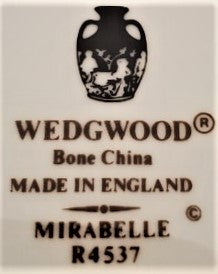 WEDGWOOD®
Bone China
MADE IN ENGLAND
©
MIRABELLE
R4537